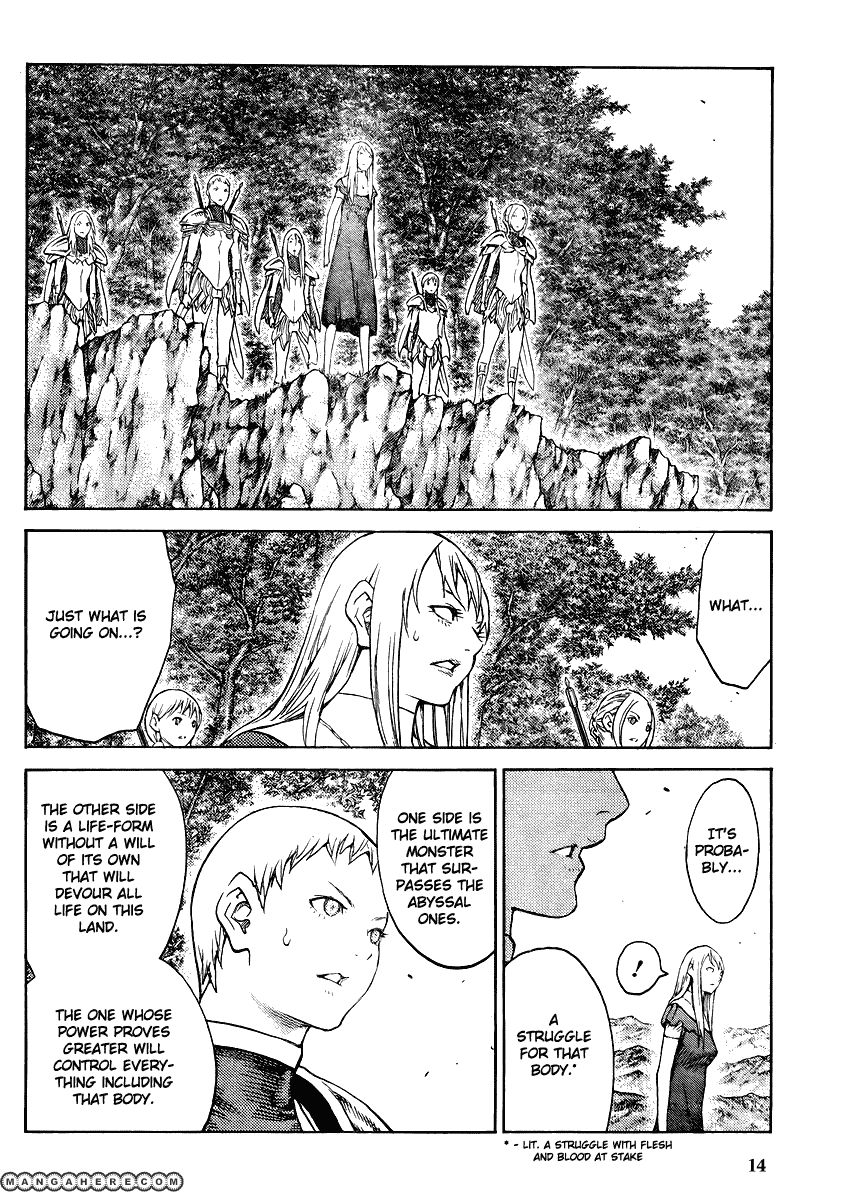 WHAT...
JUST WHAT IS
GOING ON...?
IT'S
PROBA-
BLY...
!
A
STRUGGLE
FOR THAT
BODY.*
ONE SIDE IS
THE ULTIMATE
MONSTER
THAT SUR-
PASSES THE
ABYSSAL
ONES.
THE OTHER SIDE
IS A LIFE-FORM
WITHOUT A WILL
OF ITS OWN
THAT WILL
DEVOUR ALL
LIFE ON THIS
LAND.
THE ONE WHOSE
POWER PROVES
GREATER WILL
CONTROL EVERY-
THING INCLUDING
THAT BODY.
* - LIT. A STRUGGLE WITH FLESH
AND BLOOD AT STAKE
14
MANGAHERE.COM